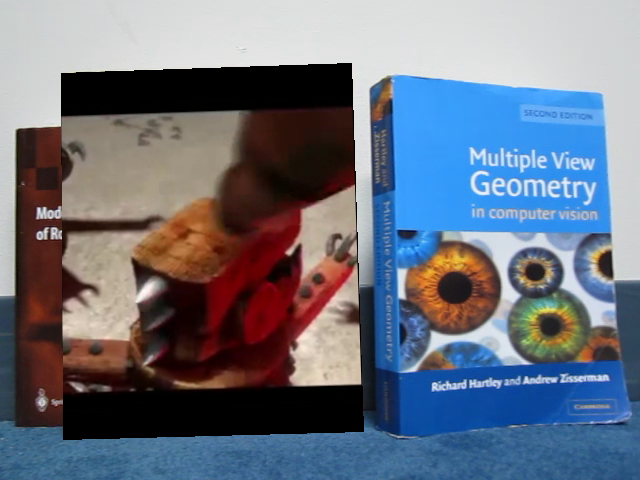 Mod
of Ro
SECOND EDITION
Multiple View
Geometry
in computer vision
Hartley and
Zisserman
Multiple View Geometry
Richard Hartley and Andrew Zisserman
CAMBRIDGE